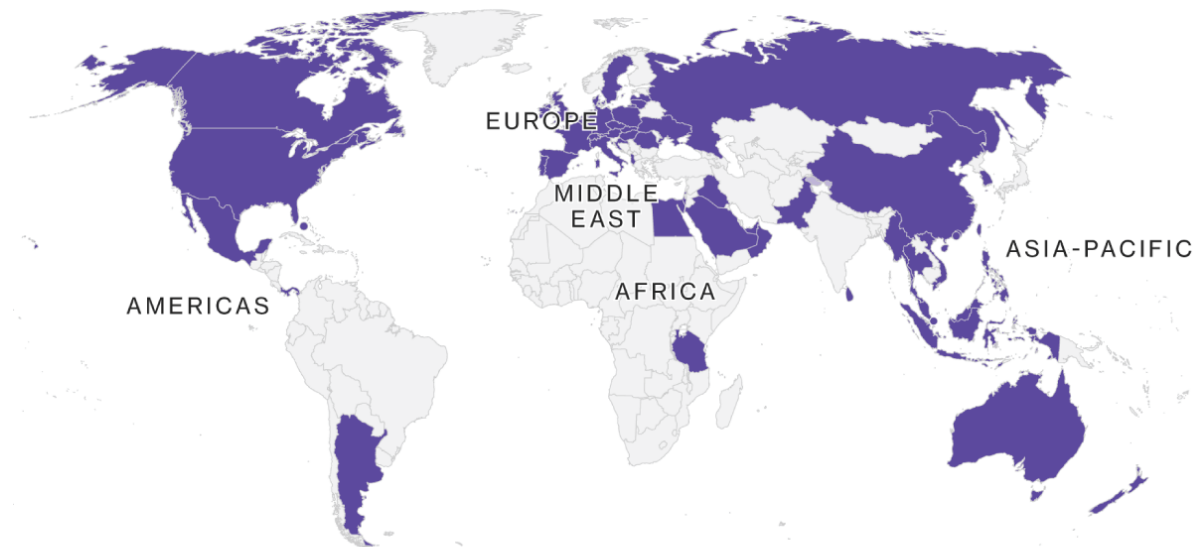 EUROPE
MIDDLE
EAST
ASIA-PACIFIC
AFRICA
AMERICAS